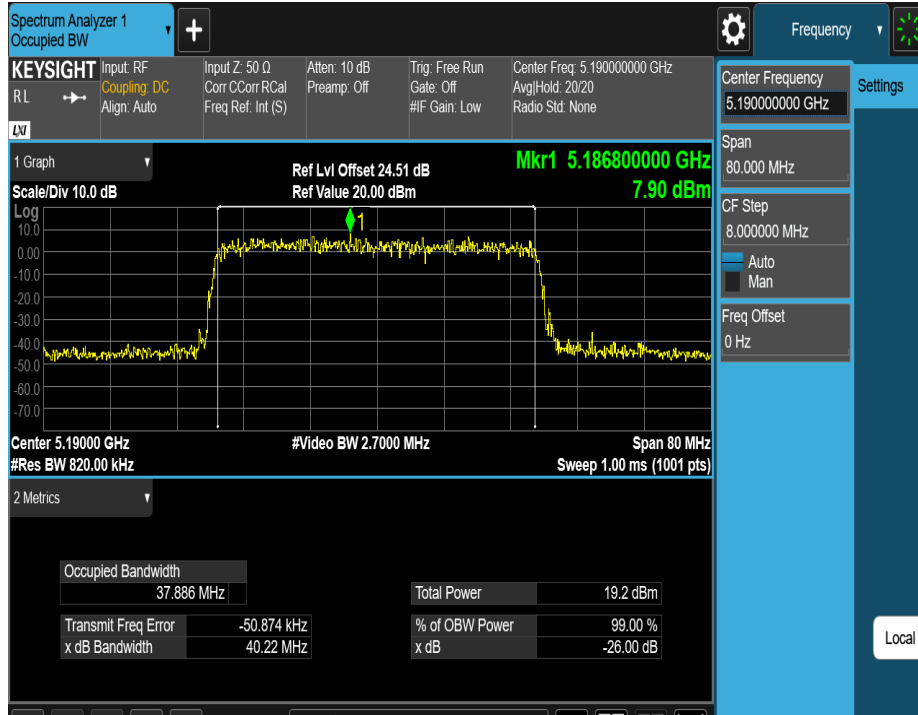 Spectrum Analyzer 1
Occupied BW
Frequency
KEYSIGHT
R L
LXI
Input: RF
Coupling: DC
Align: Auto
Input Z: 50 Ω
Corr CCorr RCal
Freq Ref: Int (S)
Atten: 10 dB
Preamp: Off
Trig: Free Run
Gate: Off
#IF Gain: Low
Center Freq: 5.190000000 GHz
Avg|Hold: 20/20
Radio Std: None
Center Frequency
5.190000000 GHz
Settings
Span
80.000 MHz
CF Step
8.000000 MHz
Auto
Man
Freq Offset
0 Hz
Local
1 Graph
Scale/Div 10.0 dB
Ref Lvl Offset 24.51 dB
Ref Value 20.00 dBm
Mkr1 5.186800000 GHz
7.90 dBm
Log
10.0
0.00
-10.0
-20.0
-30.0
-40.0
-50.0
-60.0
-70.0
1
Center 5.19000 GHz
#Video BW 2.7000 MHz
Span 80 MHz
#Res BW 820.00 kHz
Sweep 1.00 ms (1001 pts)
2 Metrics
Occupied Bandwidth
37.886 MHz
Total Power 19.2 dBm
Transmit Freq Error -50.874 kHz
% of OBW Power 99.00 %
x dB Bandwidth 40.22 MHz
x dB -26.00 dB